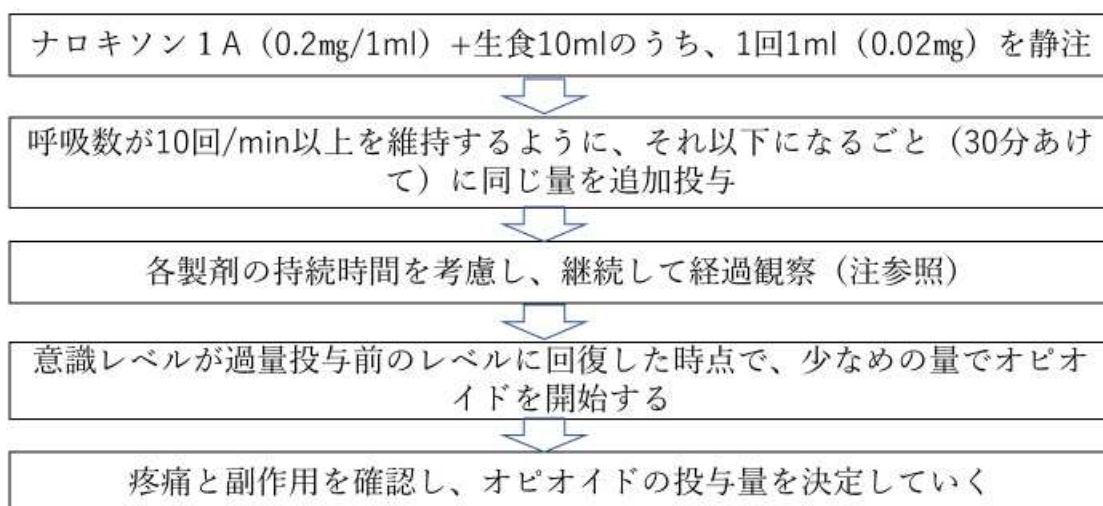 ナロキソン１A（0.2㎎/1ml）+生食10mlのうち、1回1ml（0.02㎎）を静注
呼吸数が10回/min以上を維持するように、それ以下になるごと（30分あけ
て）に同じ量を追加投与
各製剤の持続時間を考慮し、継続して経過観察（注参照）
意識レベルが過量投与前のレベルに回復した時点で、少なめの量でオピオ
イドを開始する
疼痛と副作用を確認し、オピオイドの投与量を決定していく